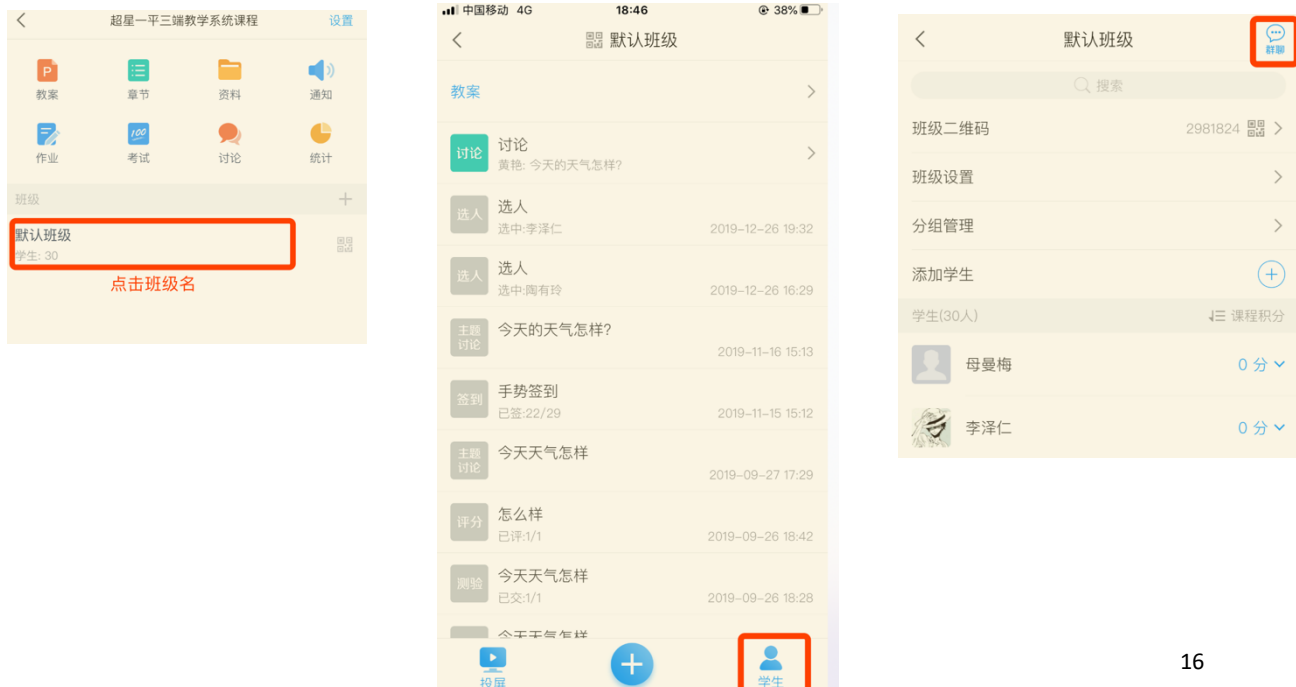 超星一平三端教学系统课程
设置
教案
章节
资料
通知
作业
考试
讨论
统计
班级
默认班级
学生: 30
点击班级名
中国移动 4G
18:46
38%
默认班级
教案
讨论
讨论
黄艳: 今天的天气怎样?
选人
选人
选中:李泽仁
2019-12-26 19:32
选人
选人
选中:陶有玲
2019-12-26 16:29
主题
讨论
今天的天气怎样?
2019-11-16 15:13
签到
手势签到
已签:22/29
2019-11-15 15:12
主题
讨论
今天天气怎样
2019-09-27 17:29
评分
怎么样
已评:1/1
2019-09-26 18:42
测验
今天天气怎样
已交:1/1
2019-09-26 18:28
今天天气怎样
投屏
学生
默认班级
群聊
搜索
班级二维码
2981824
班级设置
分组管理
添加学生
学生(30人)
课程积分
母曼梅
0 分
李泽仁
0 分
16